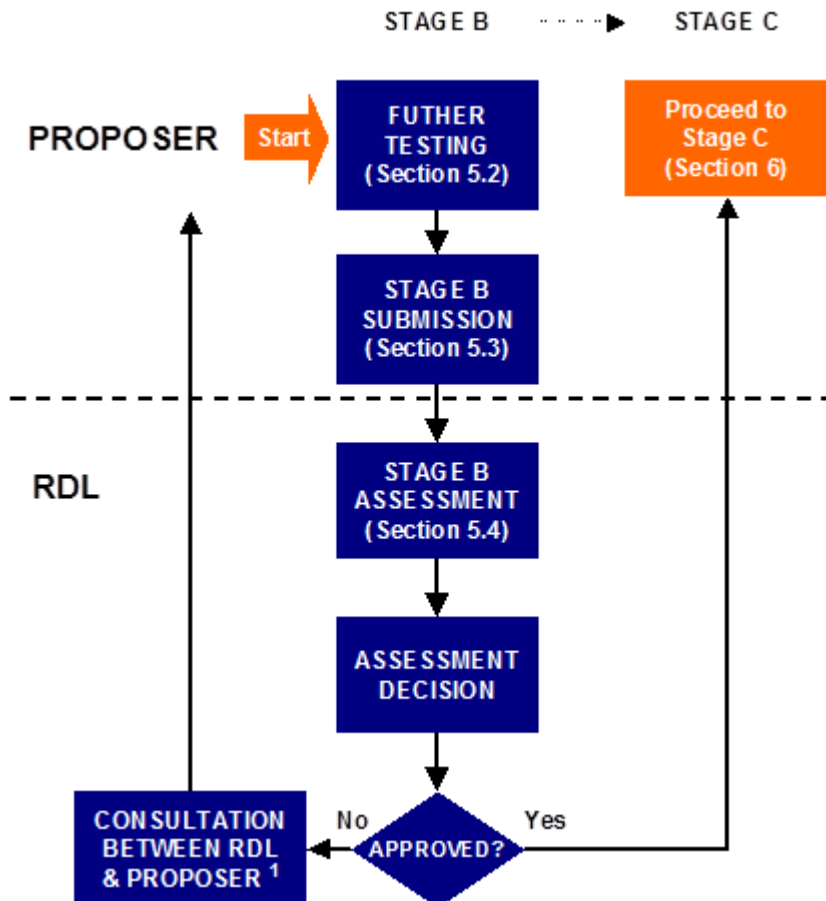 STAGE B
STAGE C
PROPOSER
Start
FUTHER
TESTING
(Section 5.2)
Proceed to
Stage C
(Section 6)
STAGE B
SUBMISSION
(Section 5.3)
RDL
STAGE B
ASSESSMENT
(Section 5.4)
ASSESSMENT
DECISION
No
APPROVED?
Yes
CONSULTATION
BETWEEN RDL
& PROPOSER 1